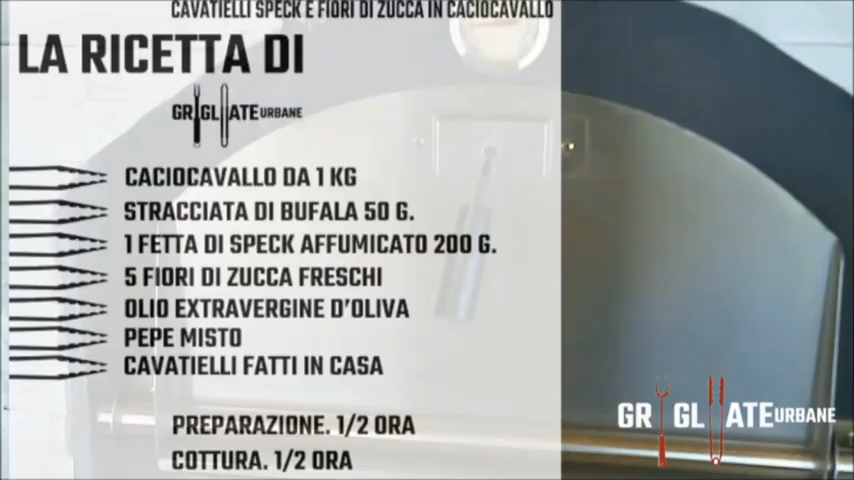 CAVATIELLI SPECK E FIORI DI ZUCCA IN CACIOCAVALLO
LA RICETTA DI
GRIGLIATE URBANE
CACIOCAVALLO DA 1 KG
STRACCIATA DI BUFALA 50 G.
1 FETTA DI SPECK AFFUMICATO 200 G.
5 FIORI DI ZUCCA FRESCHI
OLIO EXTRAVERGINE D'OLIVA
PEPE MISTO
CAVATIELLI FATTI IN CASA
PREPARAZIONE. 1/2 ORA
COTTURA. 1/2 ORA
GRIGLIATE URBANE